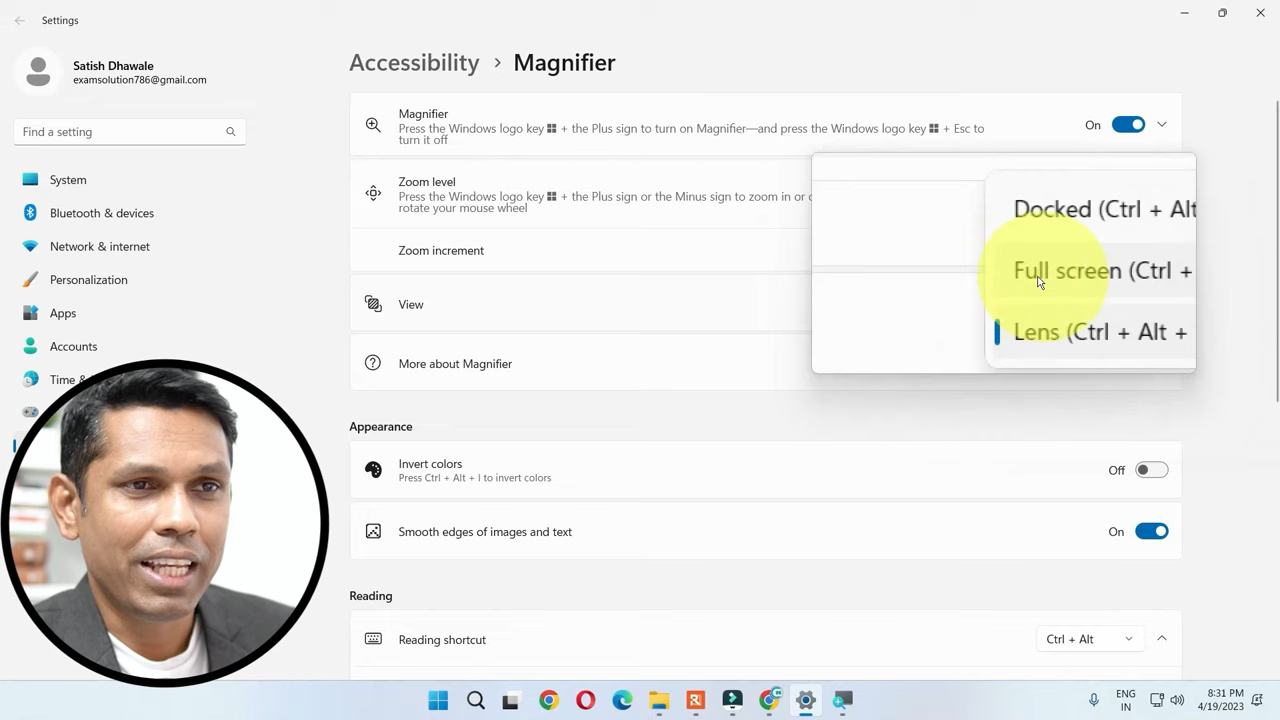 Settings
Satish Dhawale
examsolution786@gmail.com
Find a setting
System
Bluetooth & devices
Network & internet
Personalization
Apps
Accounts
Time &
Accessibility > Magnifier
Magnifier
Press the Windows logo key + the Plus sign to turn on Magnifier—and press the Windows logo key + Esc to
turn it off
On
Zoom level
Press the Windows logo key + the Plus sign or the Minus sign to zoom in or
rotate your mouse wheel
Zoom increment
View
More about Magnifier
Docked (Ctrl + Alt
Full screen (Ctrl +
Lens (Ctrl + Alt +
Appearance
Invert colors
Press Ctrl + Alt + I to invert colors
Off
Smooth edges of images and text
On
Reading
Reading shortcut
Ctrl + Alt
ENG
IN
8:31 PM
4/19/2023